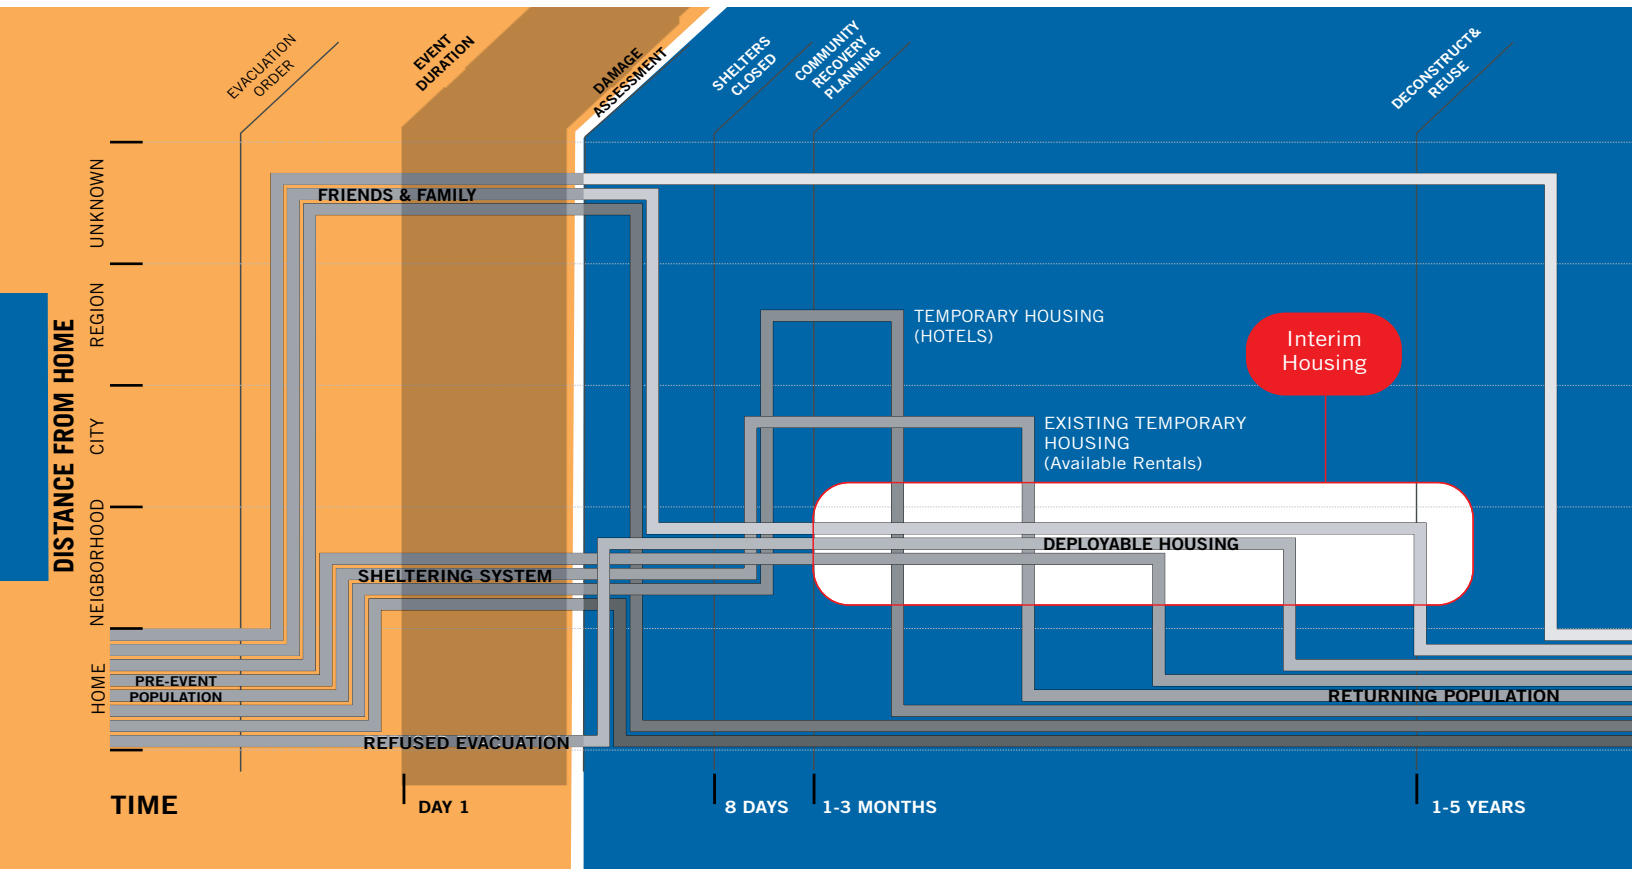 EVACUATION
ORDER
EVENT
DURATION
DAMAGE
ASSESSMENT
SHELTERS
CLOSED
COMMUNITY
RECOVERY
PLANNING
DECONSTRUCT&
REUSE
DISTANCE FROM HOME
UNKNOWN
REGION
CITY
NEIGHBORHOOD
HOME
FRIENDS & FAMILY
TEMPORARY HOUSING
(HOTELS)
Interim
Housing
EXISTING TEMPORARY
HOUSING
(Available Rentals)
DEPLOYABLE HOUSING
SHELTERING SYSTEM
PRE-EVENT
POPULATION
RETURNING POPULATION
REFUSED EVACUATION
TIME
DAY 1
8 DAYS
1-3 MONTHS
1-5 YEARS